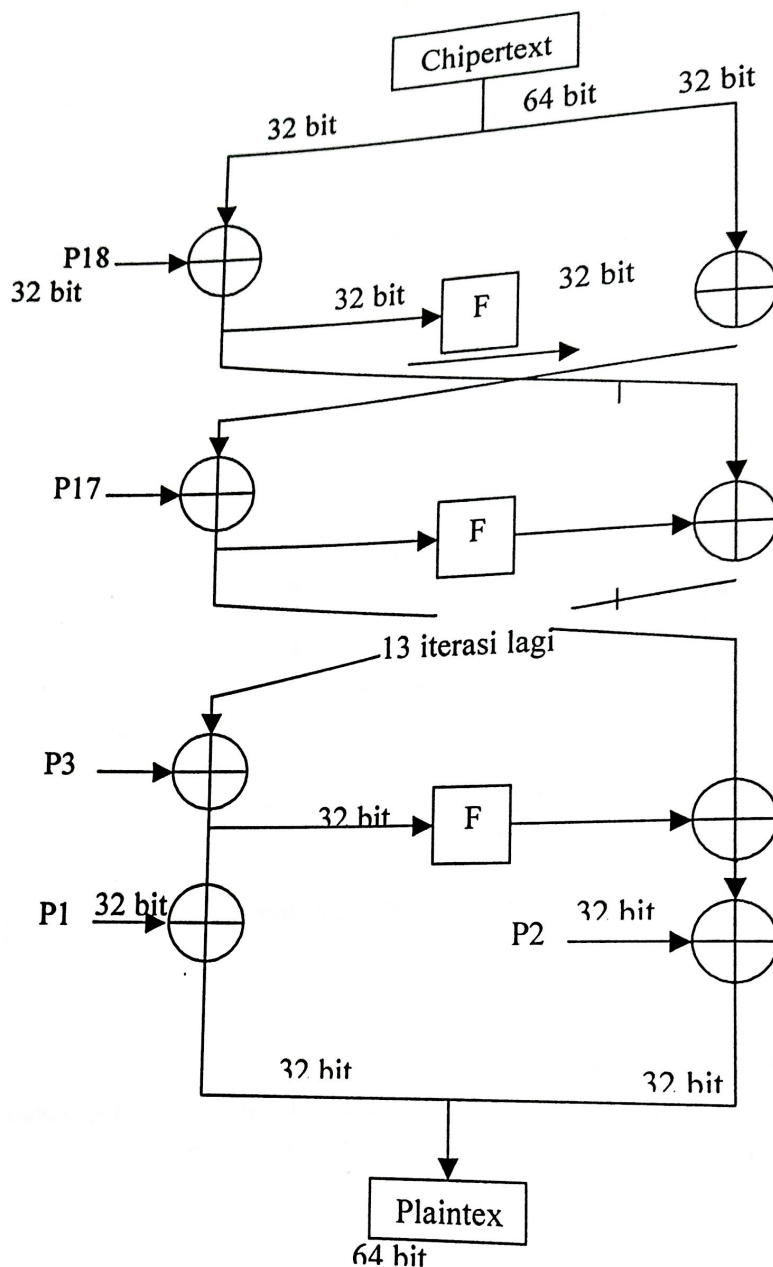 Chipertext
32 bit
64 bit
32 bit
P18
32 bit
32 bit
F
32 bit
P17
F
13 iterasi lagi
P3
32 bit
F
P1
32 bit
P2
32 bit
32 bit
32 bit
Plaintex
64 bit